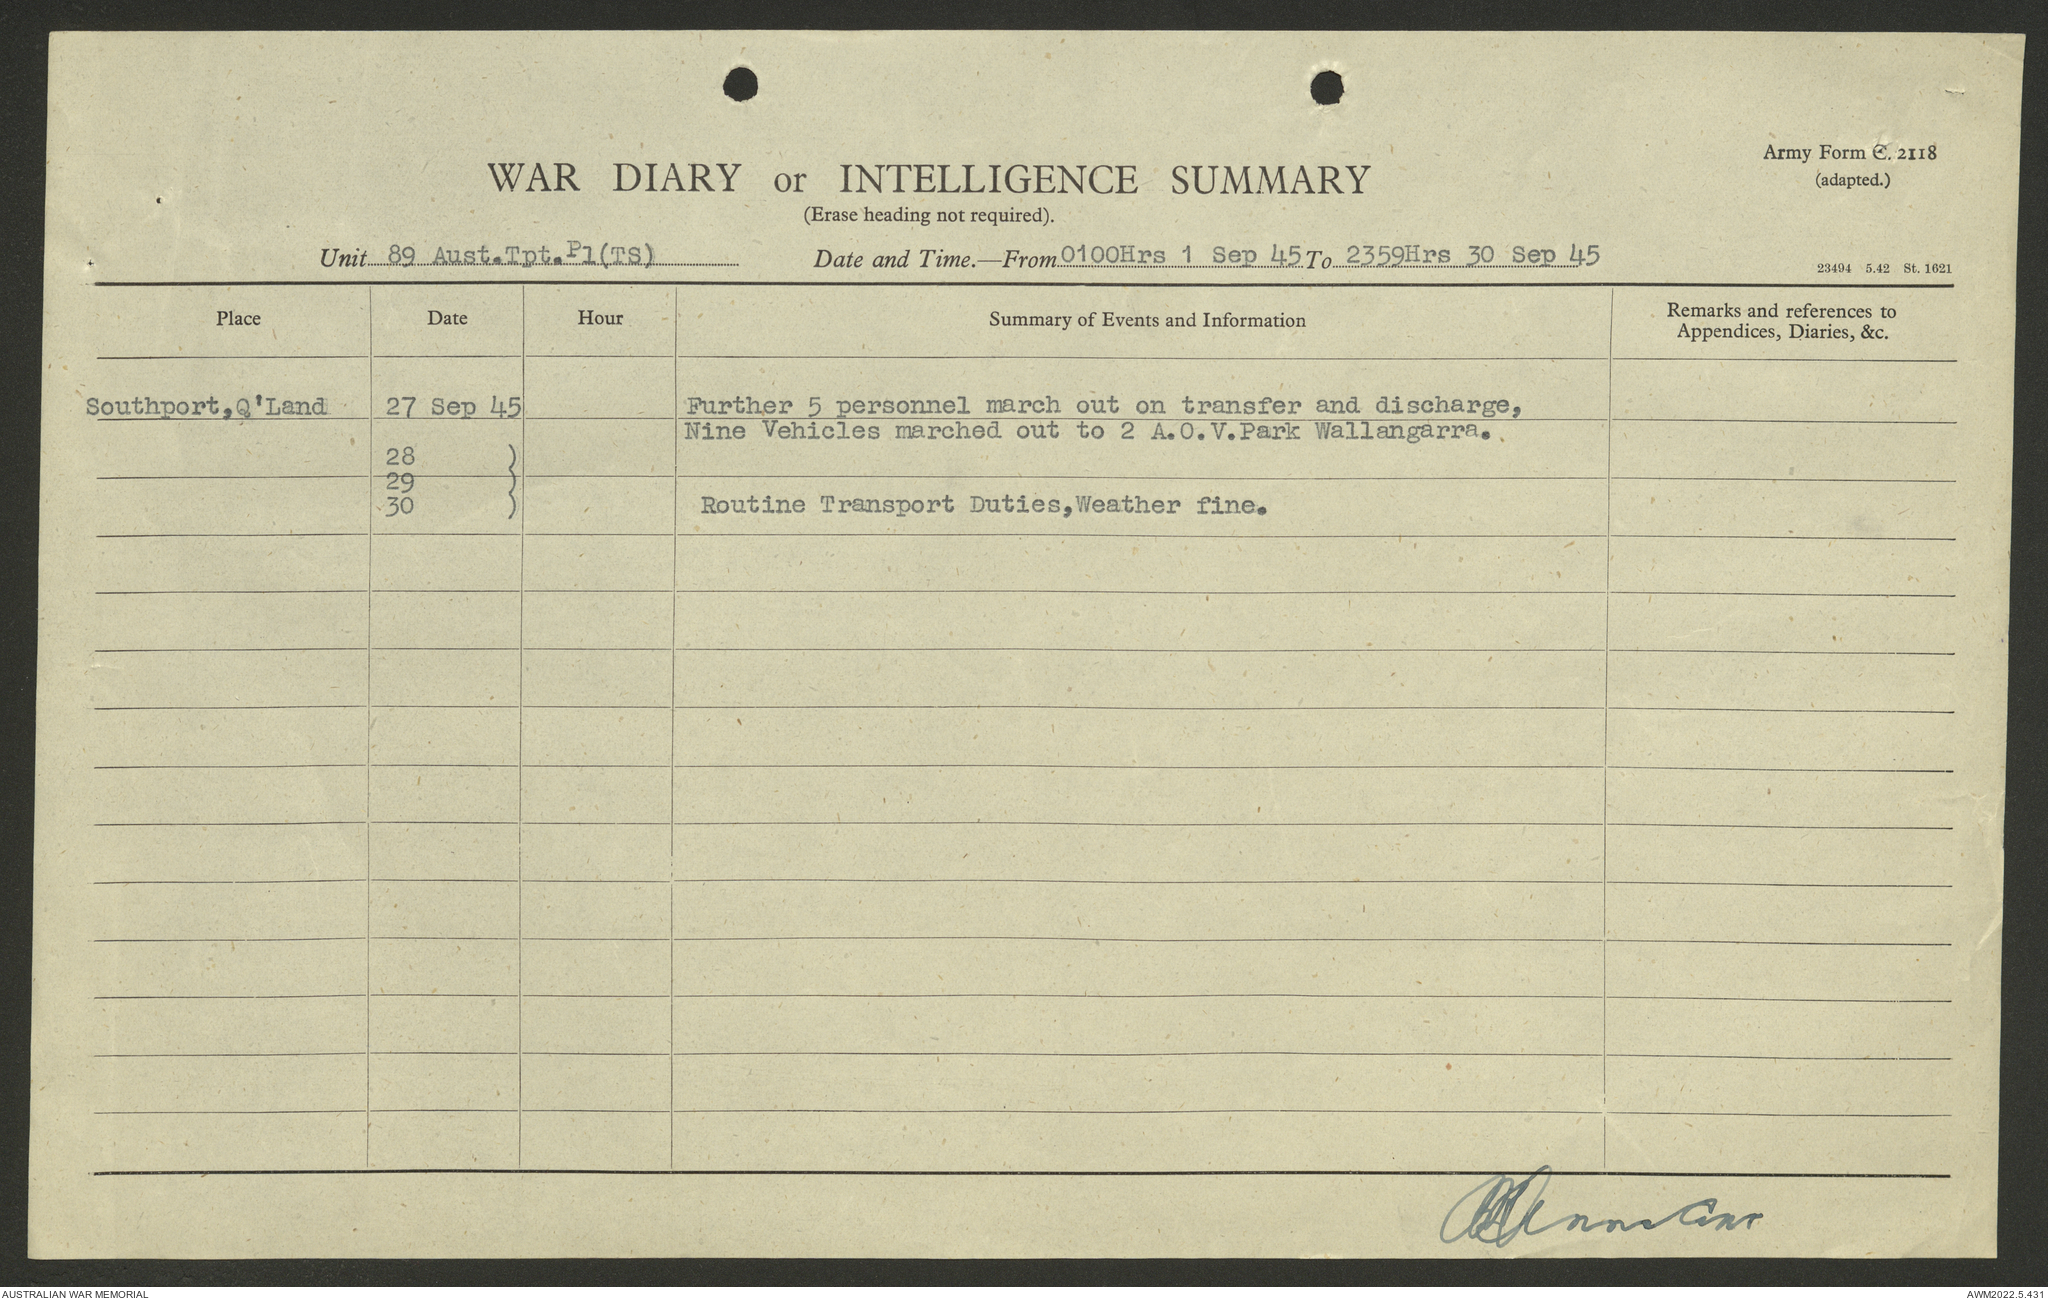 Army Form C. 2118
(adapted.)
WAR DIARY or INTELLIGENCE SUMMARY
(Erase heading not required).
Unit 89 Aust.Tpt.Pl(TS) Date and Time.—From 0100Hrs 1 Sep 45 To 2359Hrs 30 Sep 45
23494 5.42 St. 1621
Place Date Hour Summary of Events and Information Remarks and references to
Appendices, Diaries, &c.
Southport,Q'Land 27 Sep 45 Further 5 personnel march out on transfer and discharge,
Nine Vehicles marched out to 2 A.O.V.Park Wallangarra.
28 )
29 )
30 ) Routine Transport Duties,Weather fine.
AUSTRALIAN WAR MEMORIAL AWM2022.5.431